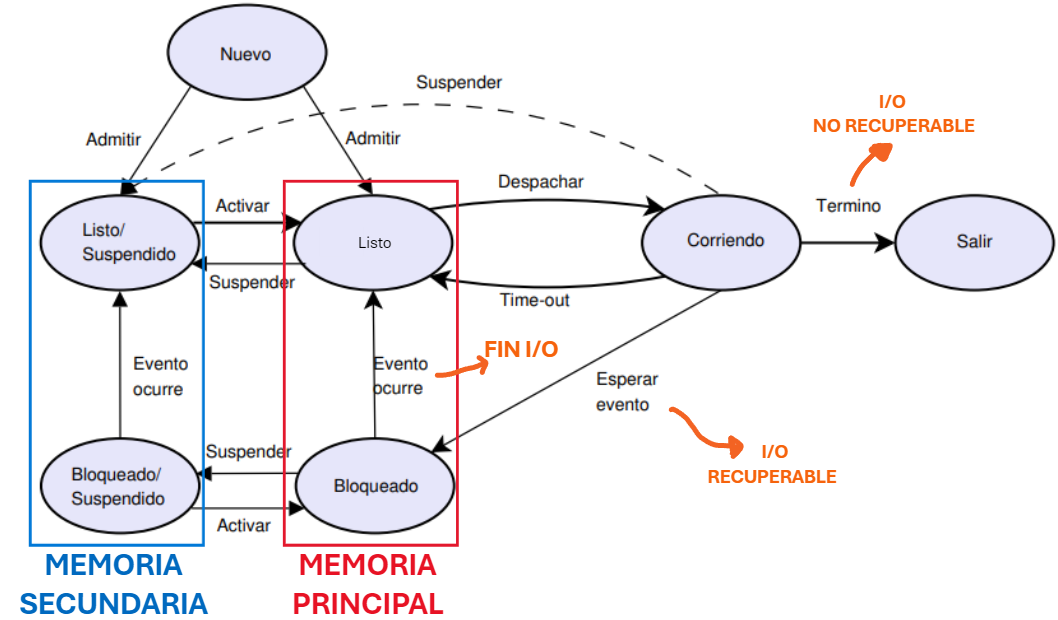 Nuevo
Suspender
I/O
NO RECUPERABLE
Admitir
Admitir
Despachar
Termino
Activar
Listo/
Suspendido
Listo
Corriendo
Salir
Suspender
Time-out
FIN I/O
Evento
ocurre
Evento
ocurre
Esperar
evento
I/O
RECUPERABLE
Suspender
Bloqueado/
Suspendido
Bloqueado
Activar
MEMORIA
SECUNDARIA
MEMORIA
PRINCIPAL